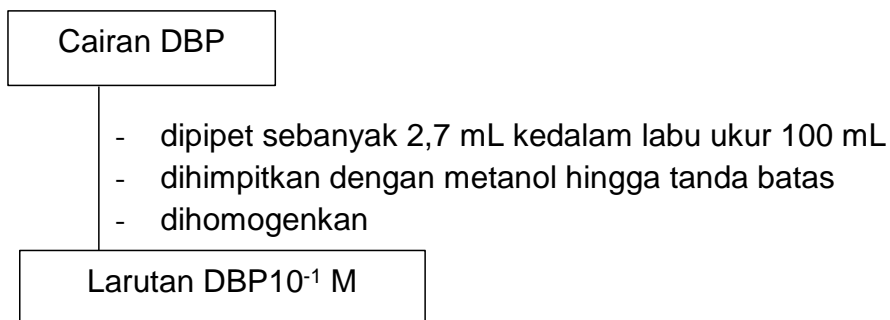 Cairan DBP
- dipipet sebanyak 2,7 mL kedalam labu ukur 100 mL
- dihimpitkan dengan metanol hingga tanda batas
- dihomogenkan
Larutan DBP10⁻¹ M